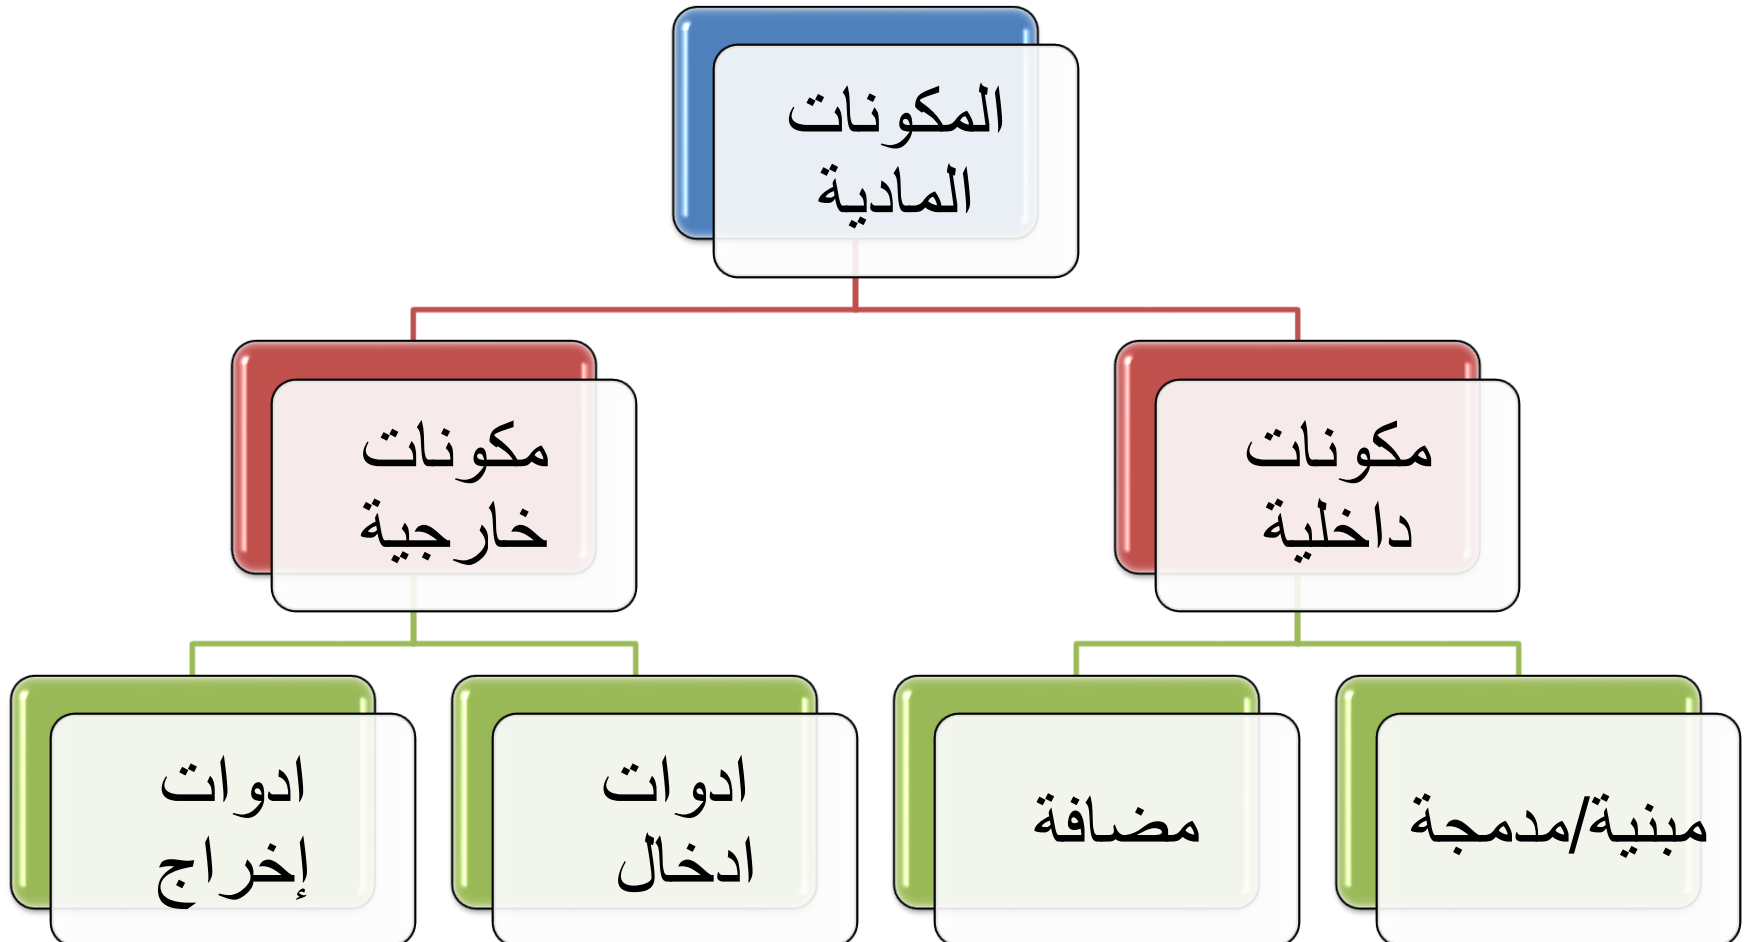 المكونات
المادية
مكونات
داخلية
مكونات
خارجية
مبنية/مدمجة
مضافة
ادوات
ادخال
ادوات
إخراج